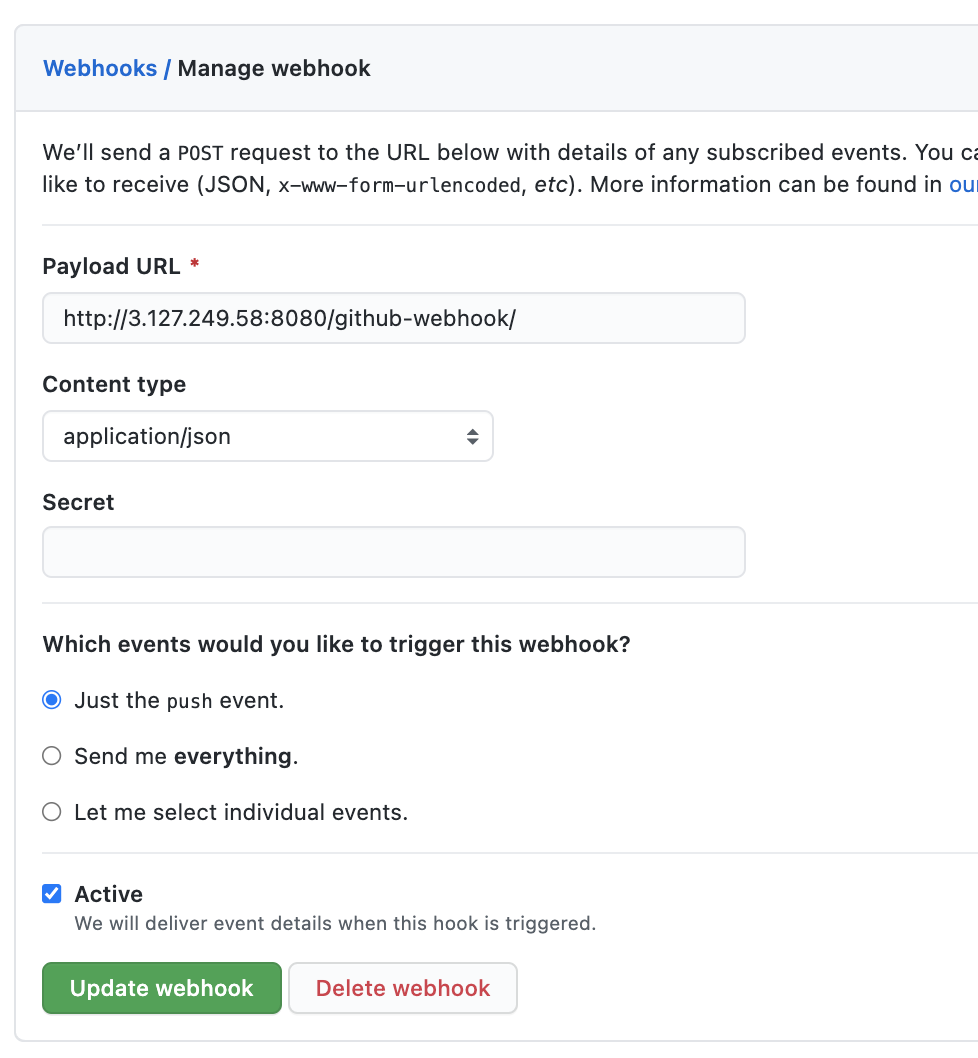 Webhooks / Manage webhook
We’ll send a POST request to the URL below with details of any subscribed events. You
like to receive (JSON, x-www-form-urlencoded, etc). More information can be found in
Payload URL *
http://3.127.249.58:8080/github-webhook/
Content type
application/json
Secret
Which events would you like to trigger this webhook?
Just the push event.
Send me everything.
Let me select individual events.
Active
We will deliver event details when this hook is triggered.
Update webhook Delete webhook